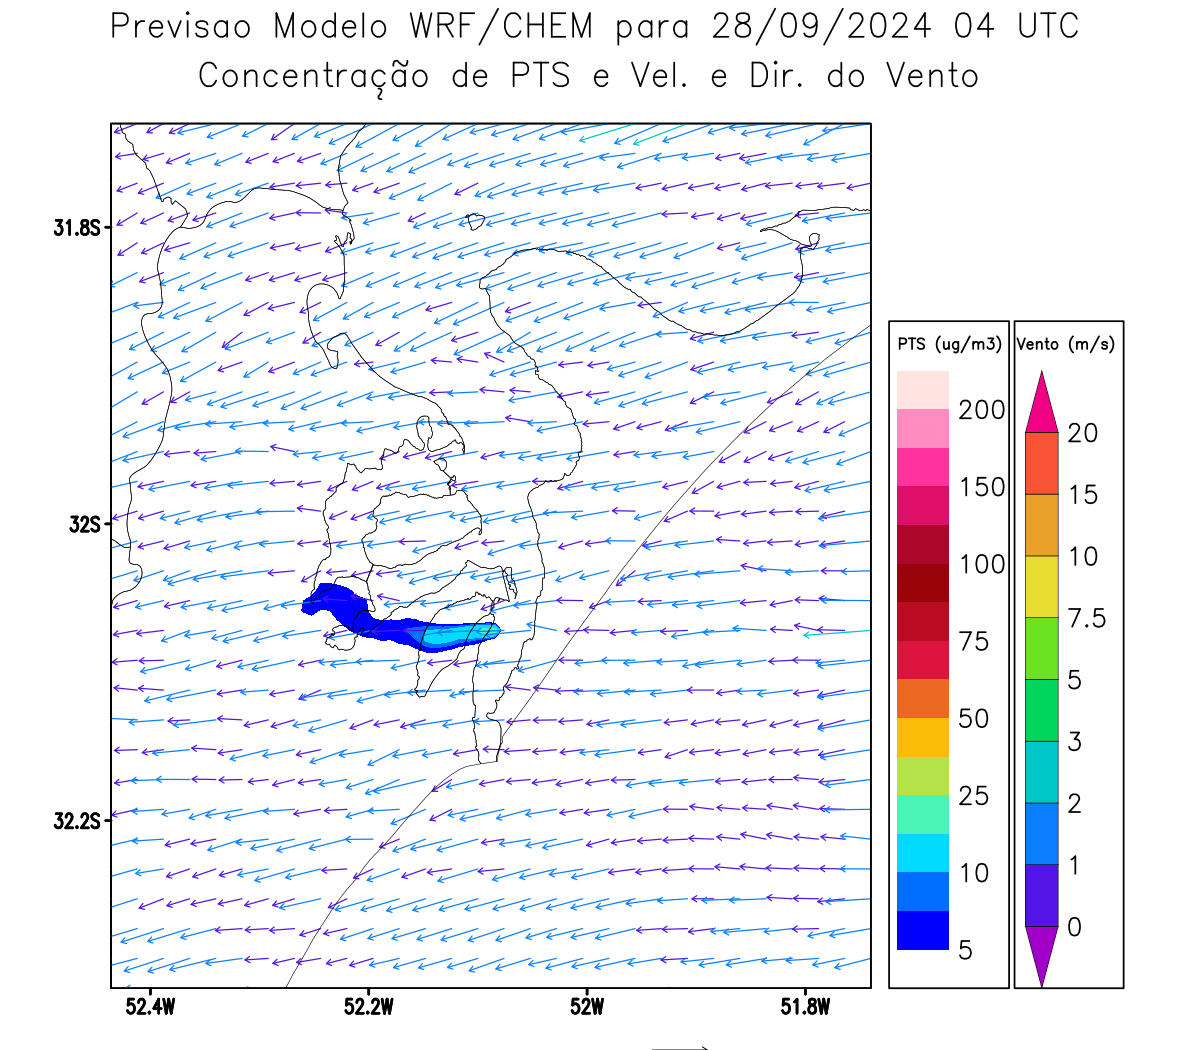 Previsao Modelo WRF/CHEM para 28/09/2024 04 UTC
Concentração de PTS e Vel. e Dir. do Vento
31.8S
32S
32.2S
52.4W
52.2W
52W
51.8W
PTS (ug/m3)
200
150
100
75
50
25
10
5
Vento (m/s)
20
15
10
7.5
5
3
2
1
0